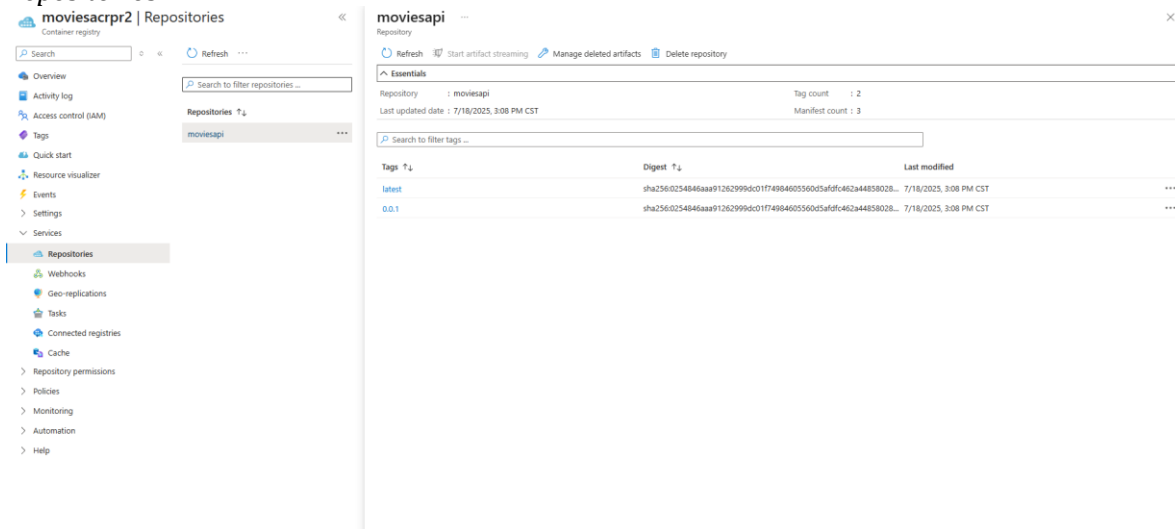 moviesacrpr2 | Repositories
Container registry
Search
Overview
Activity log
Access control (IAM)
Tags
Quick start
Resource visualizer
Events
Settings
Services
Repositories
Webhooks
Geo-replications
Tasks
Connected registries
Cache
Repository permissions
Policies
Monitoring
Automation
Help
Refresh
Search to filter repositories ...
Repositories
moviesapi
moviesapi
Repository
Refresh Start artifact streaming Manage deleted artifacts Delete repository
Essentials
Repository : moviesapi Tag count : 2
Last updated date : 7/18/2025, 3:08 PM CST Manifest count : 3
Search to filter tags ...
Tags Digest Last modified
latest sha256:0254846aaa91262999dc01f74984605560d5afdfc462a44858028... 7/18/2025, 3:08 PM CST
0.0.1 sha256:0254846aaa91262999dc01f74984605560d5afdfc462a44858028... 7/18/2025, 3:08 PM CST